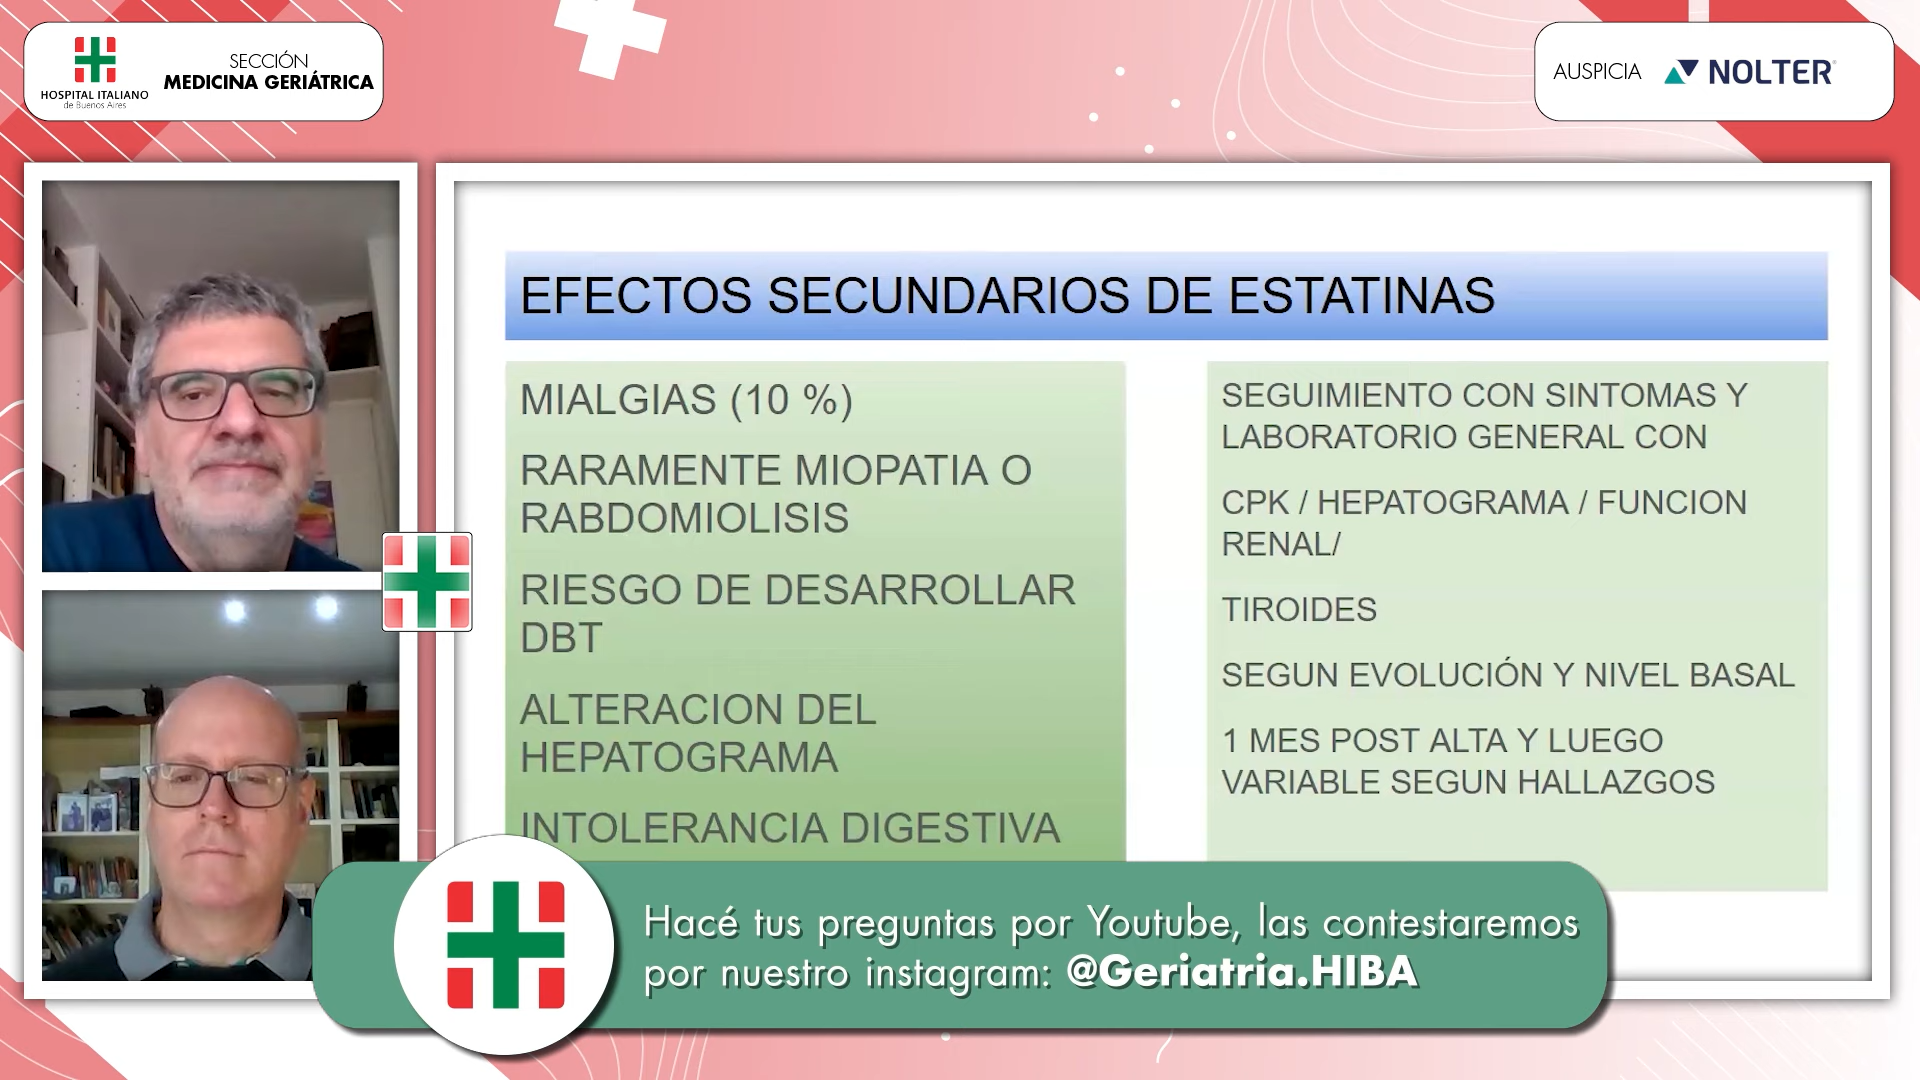 HOSPITAL ITALIANO
de Buenos Aires
SECCIÓN
MEDICINA GERIÁTRICA
AUSPICIA
NOLTER
EFECTOS SECUNDARIOS DE ESTATINAS
MIALGIAS (10 %)
RARAMENTE MIOPATIA O
RABDOMIOLISIS
RIESGO DE DESARROLLAR
DBT
ALTERACION DEL
HEPATOGRAMA
INTOLERANCIA DIGESTIVA
SEGUIMIENTO CON SINTOMAS Y
LABORATORIO GENERAL CON
CPK / HEPATOGRAMA / FUNCION
RENAL/
TIROIDES
SEGUN EVOLUCIÓN Y NIVEL BASAL
1 MES POST ALTA Y LUEGO
VARIABLE SEGUN HALLAZGOS
Hacé tus preguntas por Youtube, las contestaremos
por nuestro instagram: @Geriatria.HIBA